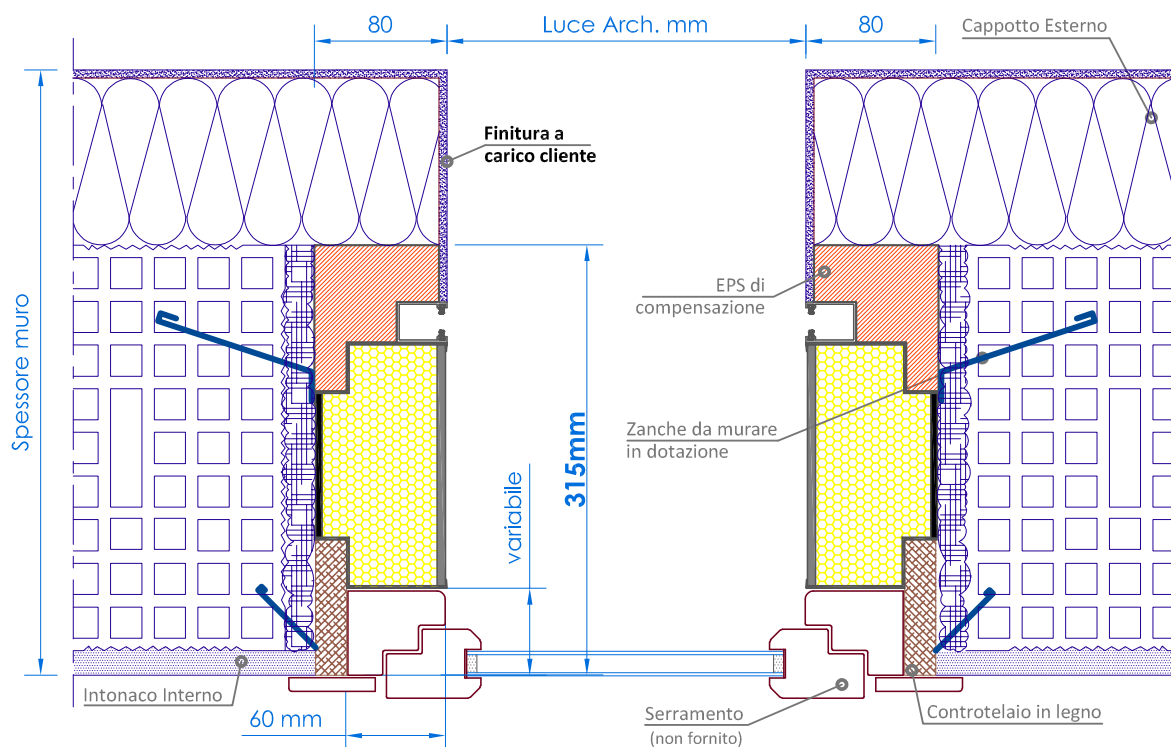 80
Luce Arch. mm
80
Cappotto Esterno
Finitura a
carico cliente
EPS di
compensazione
Spessore muro
315mm
Zanche da murare
in dotazione
variabile
Intonaco Interno
60 mm
Serramento
(non fornito)
Controtelaio in legno